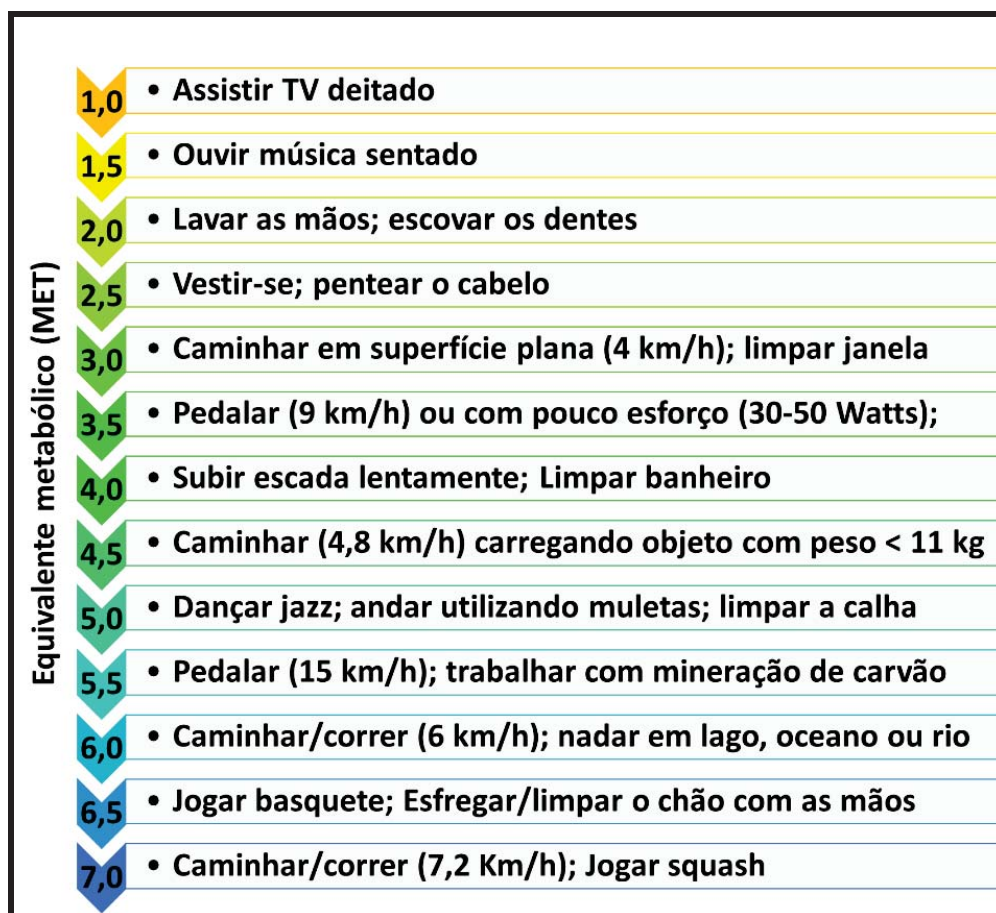 Equivalente metabólico (MET)
1,0 • Assistir TV deitado
1,5 • Ouvir música sentado
2,0 • Lavar as mãos; escovar os dentes
2,5 • Vestir-se; pentear o cabelo
3,0 • Caminhar em superfície plana (4 km/h); limpar janela
3,5 • Pedalar (9 km/h) ou com pouco esforço (30-50 Watts);
4,0 • Subir escada lentamente; Limpar banheiro
4,5 • Caminhar (4,8 km/h) carregando objeto com peso < 11 kg
5,0 • Dançar jazz; andar utilizando muletas; limpar a calha
5,5 • Pedalar (15 km/h); trabalhar com mineração de carvão
6,0 • Caminhar/correr (6 km/h); nadar em lago, oceano ou rio
6,5 • Jogar basquete; Esfregar/limpar o chão com as mãos
7,0 • Caminhar/correr (7,2 Km/h); Jogar squash